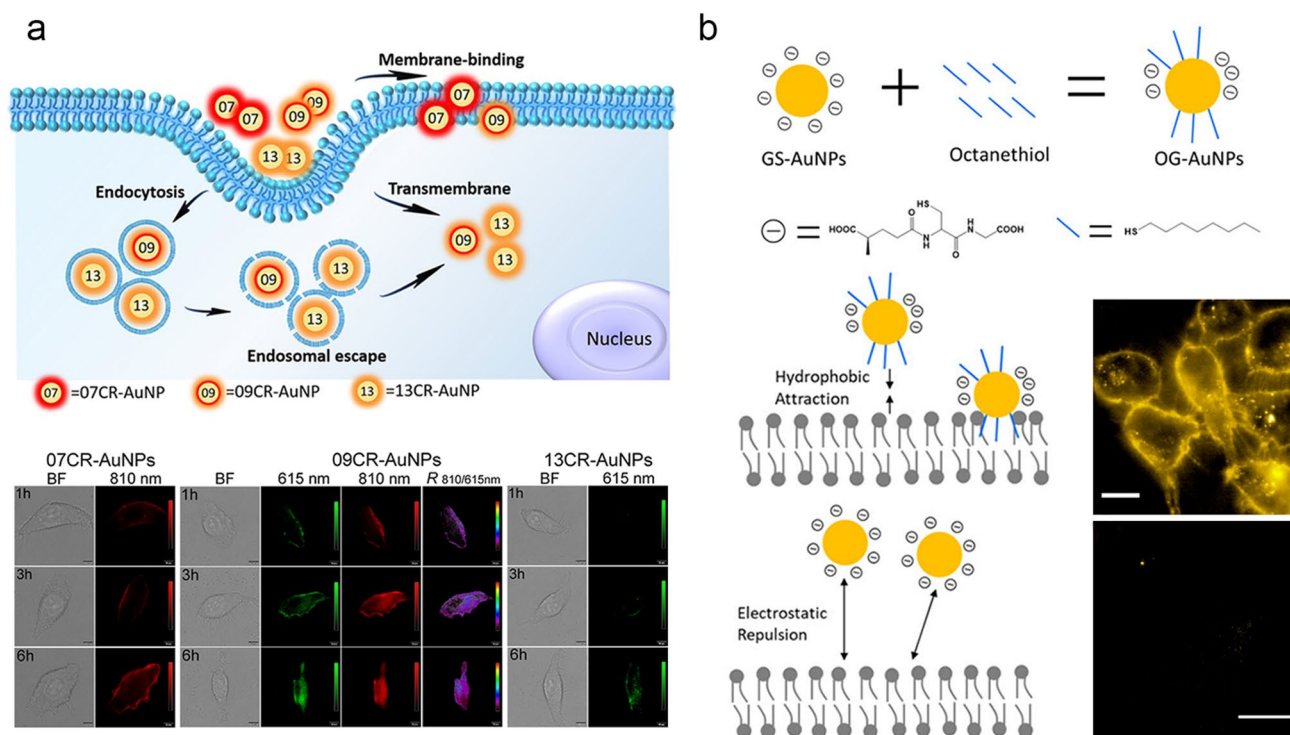 a
Membrane-binding
07
07
09
09
07
07
09
13
13
Endocytosis
Transmembrane
09
13
13
09
13
13
09
13
13
Endosomal escape
Nucleus
07 =07CR-AuNP
09 =09CR-AuNP
13 =13CR-AuNP
07CR-AuNPs
09CR-AuNPs
13CR-AuNPs
BF
810 nm
BF
615 nm
810 nm
R 810/615nm
BF
615 nm
1h
1h
1h
3h
3h
3h
6h
6h
6h
b
+
=
GS-AuNPs
Octanethiol
OG-AuNPs
=
HS
HOOC
O
N
H
O
H
N
COOH
=
HS
Hydrophobic
Attraction
Electrostatic
Repulsion